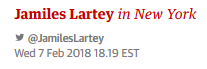 Jamiles Lartey in New York
@JamilesLartey
Wed 7 Feb 2018 18.19 EST